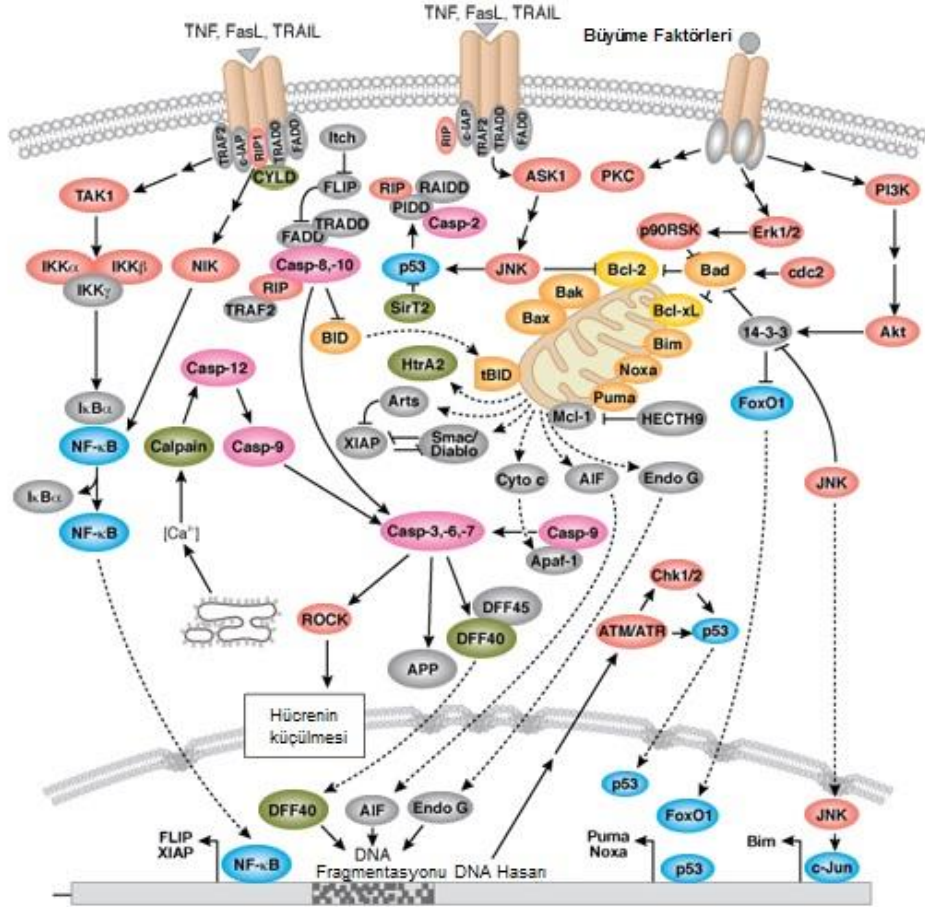 TNF, FasL, TRAIL
TNF, FasL, TRAIL
Büyüme Faktörleri
TRAF2
c-IAP
RIP1
TRADD
FADD
CYLD
Itch
FLIP
TRADD
FADD
Casp-8,-10
RIP
TRAF2
RIP
c-IAP
TRAF2
TRADD
FADD
RIP
RAIDD
PIDD
Casp-2
ASK1
PKC
PI3K
TAK1
IKKα
IKKβ
IKKγ
NIK
p53
SirT2
JNK
Bcl-2
p90RSK
Erk1/2
Bad
cdc2
Bak
Bax
Bcl-xL
14-3-3
Akt
BID
tBID
Bim
Noxa
Puma
Mcl-1
HECTH9
FoxO1
HtrA2
Casp-12
Arts
IκBα
NF-κB
Calpain
Casp-9
XIAP
Smac/
Diablo
Cyto c
AIF
Endo G
JNK
IκBα
NF-κB
[Ca²⁺]
Casp-3,-6,-7
Casp-9
Apaf-1
Chk1/2
ROCK
DFF45
DFF40
APP
ATM/ATR
p53
Hücrenin
küçülmesi
p53
DFF40
AIF
Endo G
FoxO1
JNK
FLIP
XIAP
NF-κB
DNA
Fragmentasyonu
DNA Hasarı
Puma
Noxa
p53
Bim
c-Jun